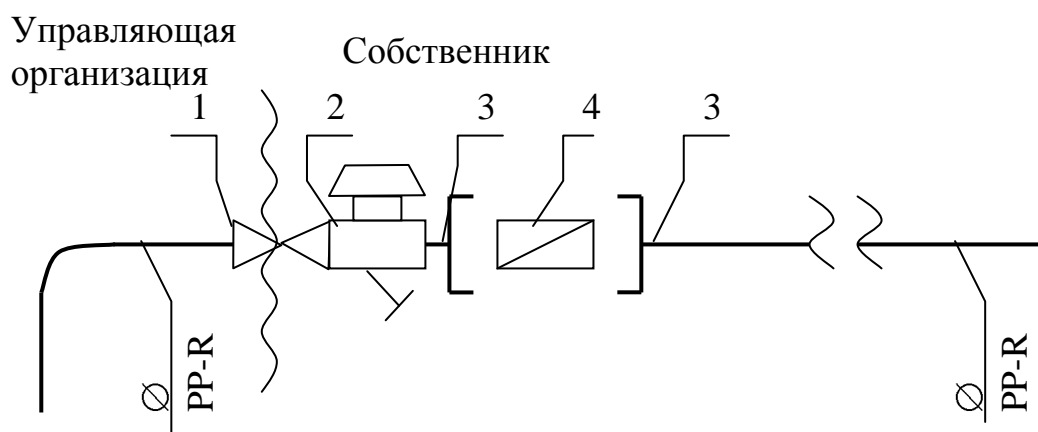 Управляющая
организация
Собственник
1
2
3
4
3
⌀ PP-R
⌀ PP-R